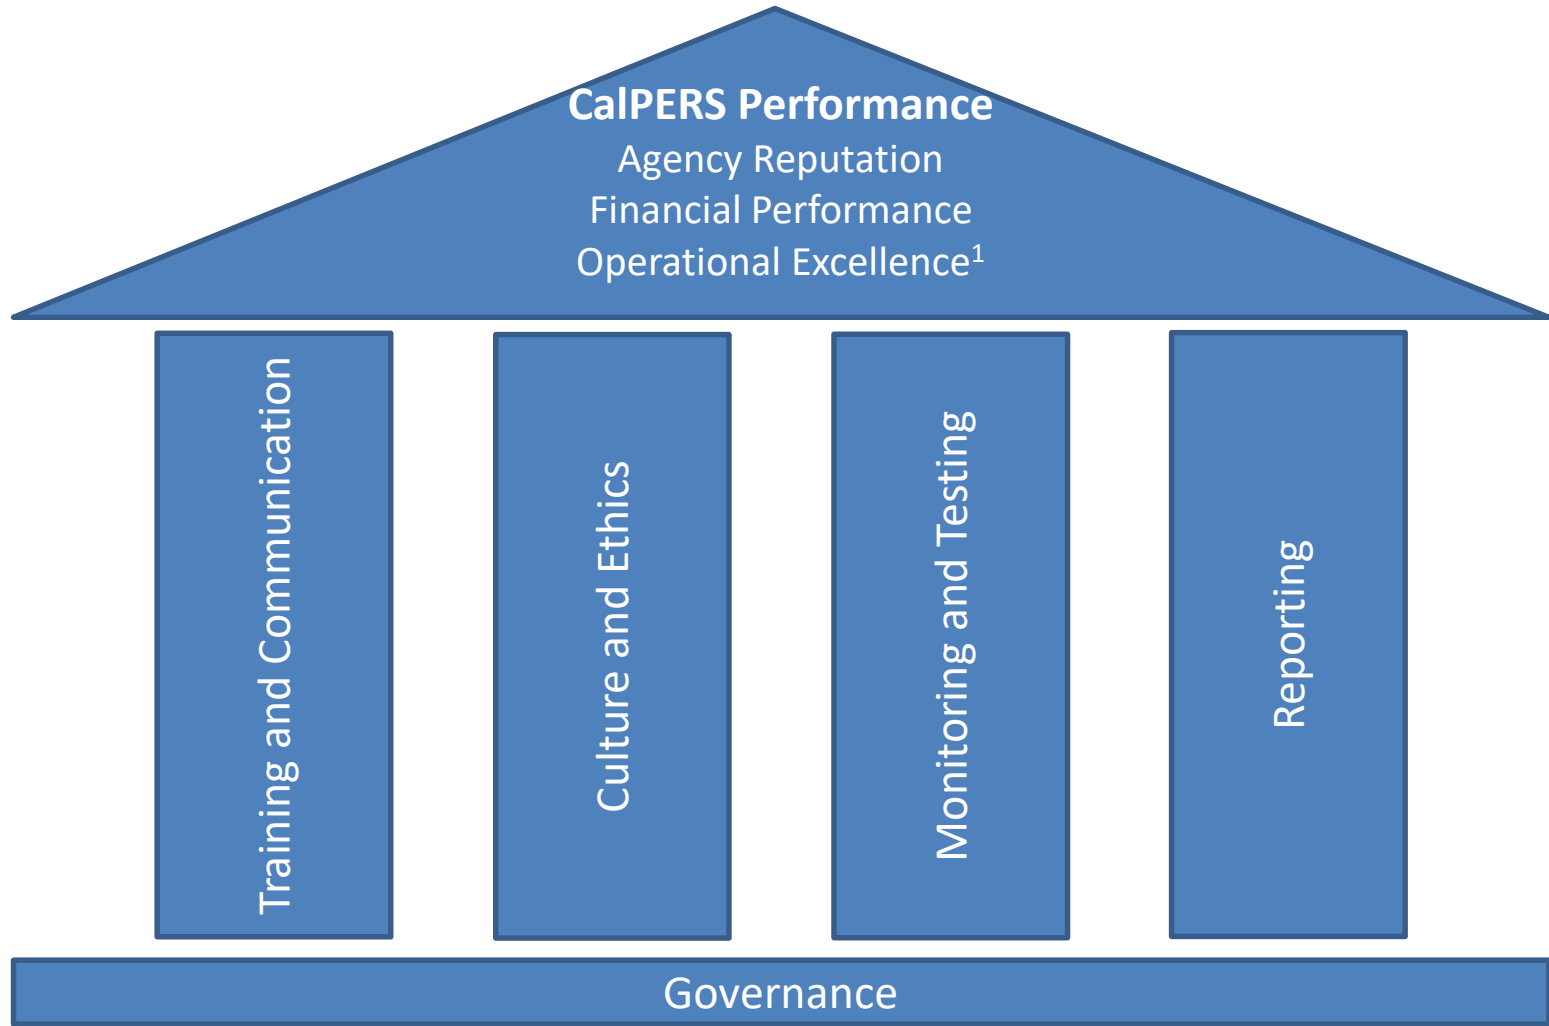 CalPERS Performance
Agency Reputation
Financial Performance
Operational Excellence¹
Training and Communication
Culture and Ethics
Monitoring and Testing
Reporting
Governance